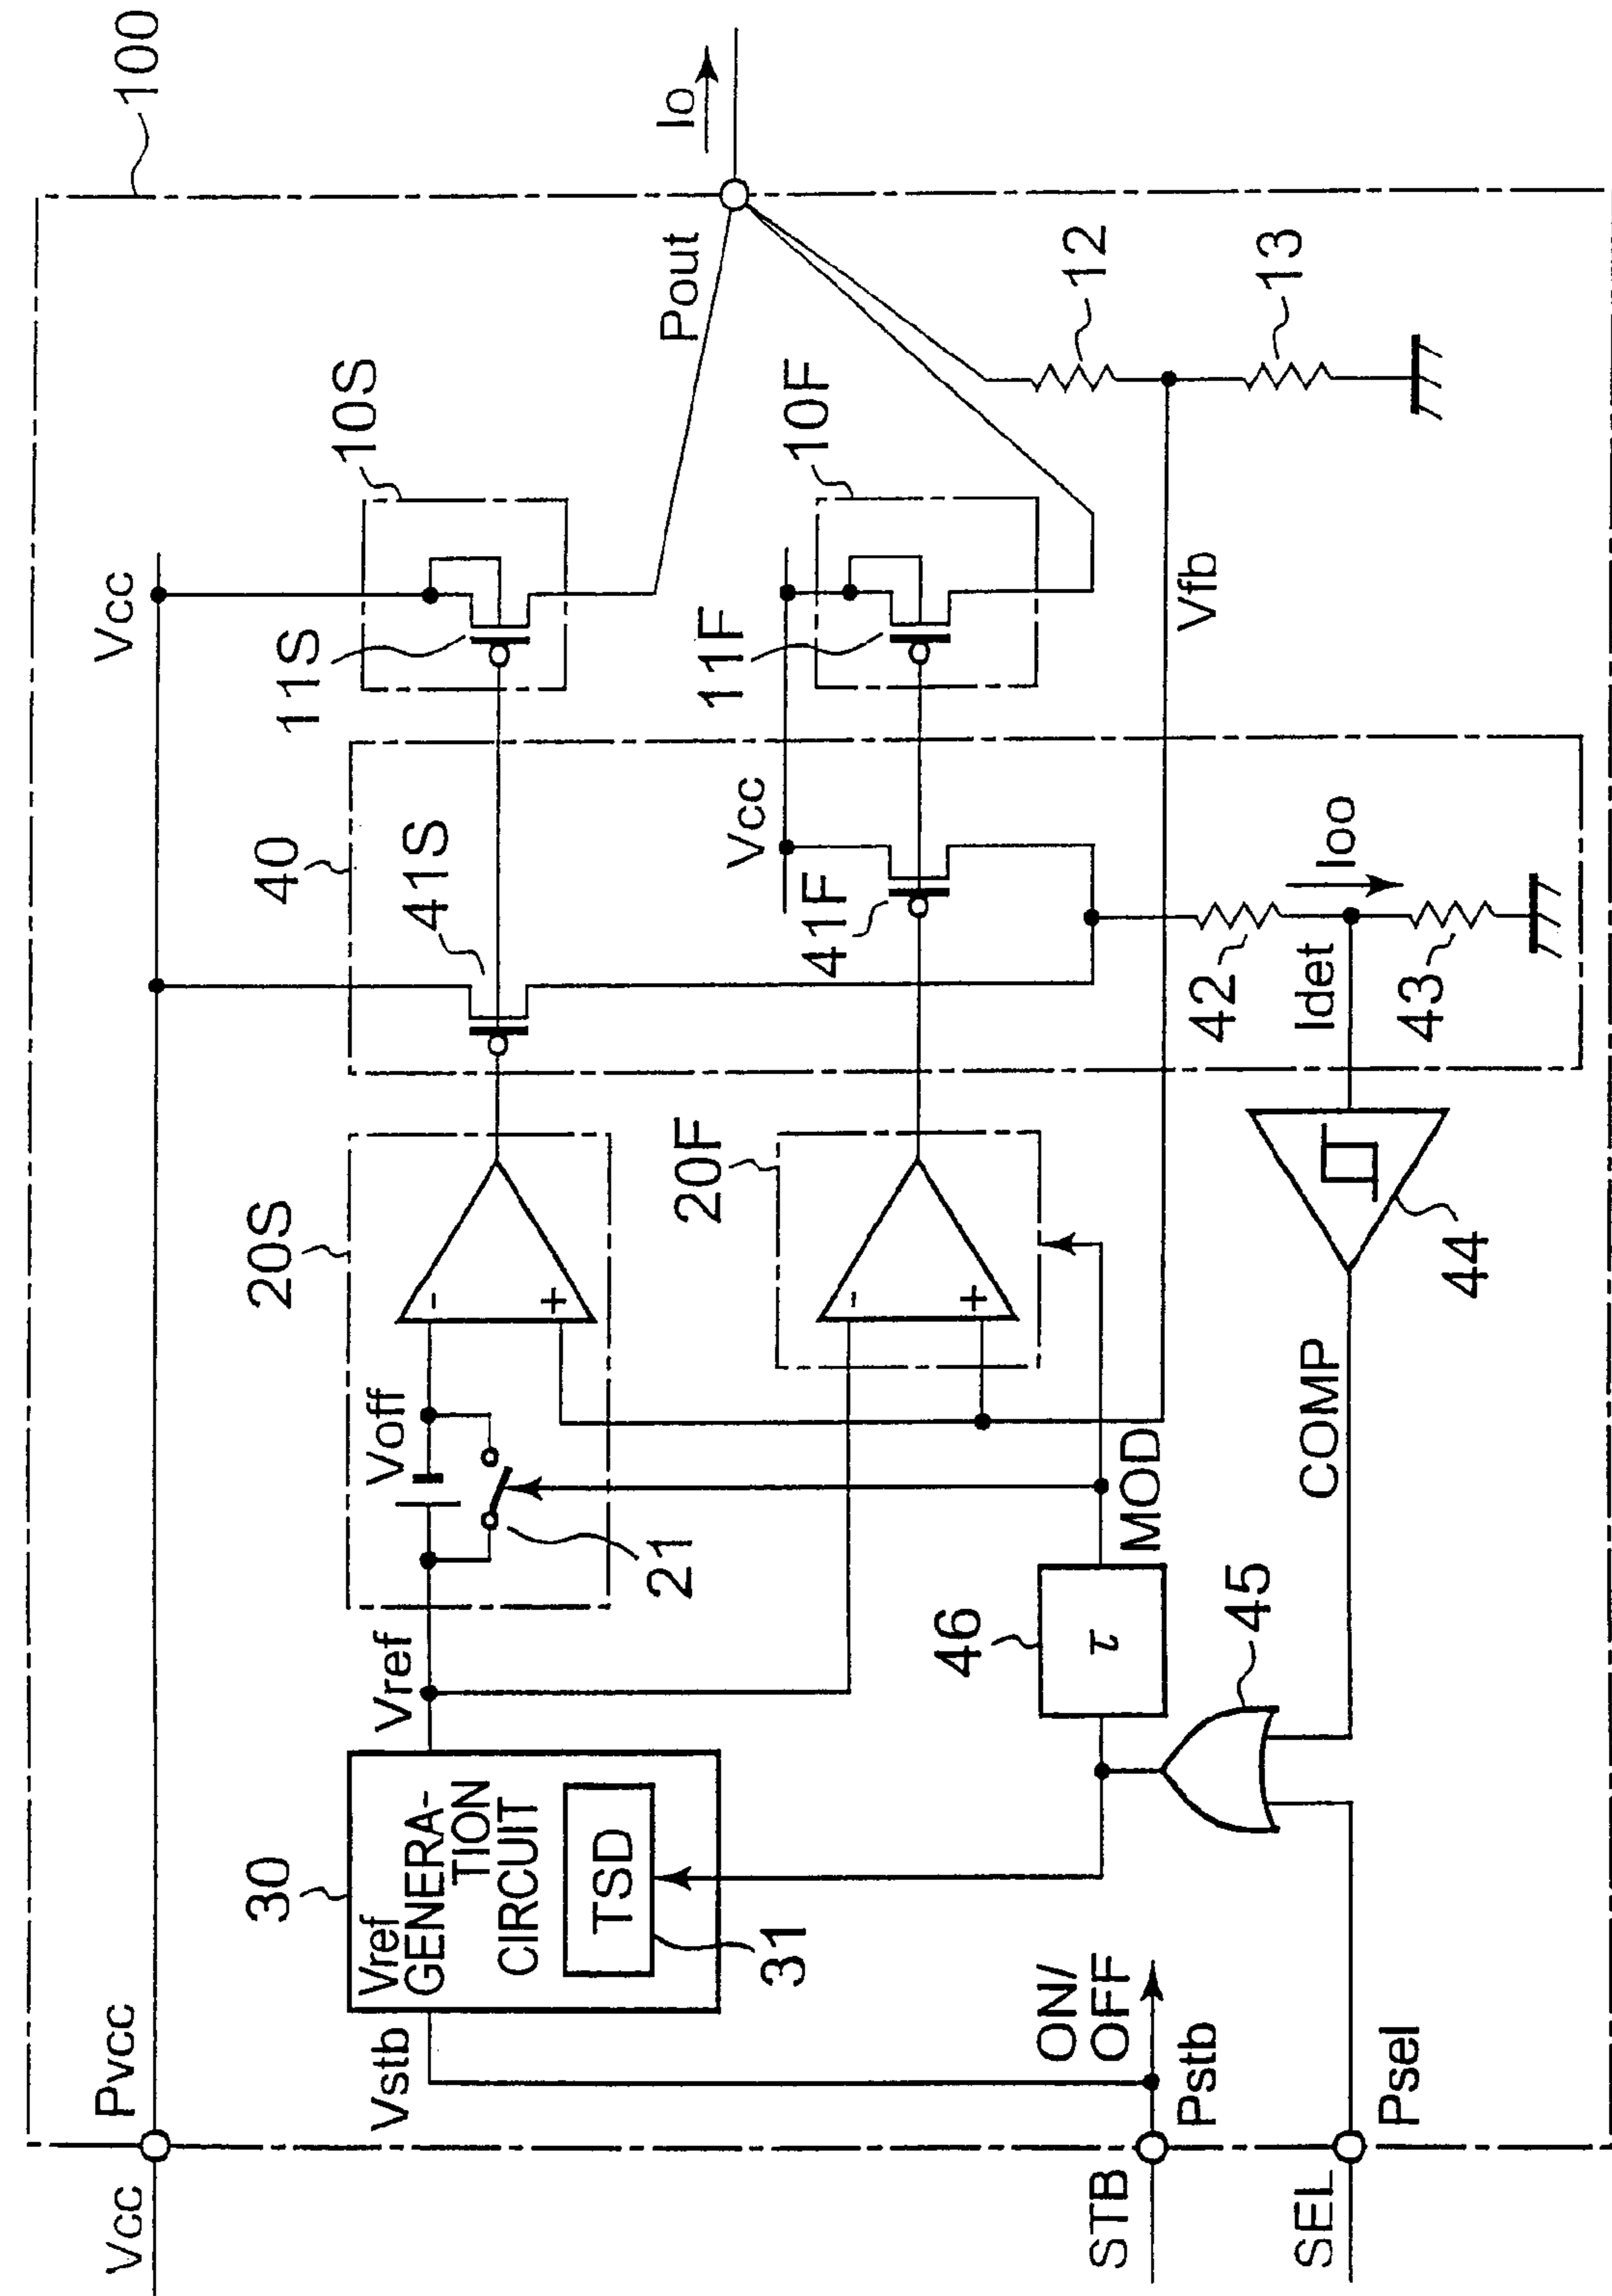 100
Vcc
Pvcc
Vcc
30
Vref
GENERA-
TION
CIRCUIT
TSD
31
Vstb
Vref
20S
Voff
-
+
21
40
41S
10S
11S
Pout
Io
20F
-
+
Vcc
41F
10F
11F
12
13
Vfb
46
τ
MOD
42
Ioo
Idet
43
44
COMP
45
ON/
OFF
STB
Pstb
SEL
Psel